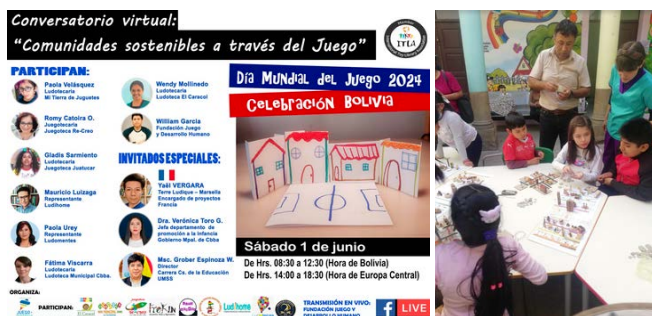 Conversatorio virtual:
“Comunidades sostenibles a través del Juego”
ITLA
PARTICIPAN:
Paola Velásquez
Ludotecaria
Mi Tierra de Juguetes
Romy Catoira O.
Juegotecaria
Juegoteca Re-Creo
Gladis Sarmiento
Ludotecaria
Juegoteca Juatucar
Mauricio Luizaga
Representante
Ludihome
Paola Urey
Representante
Ludomentes
Fátima Viscarra
Ludotecaria
Ludoteca Municipal Cbba.
Wendy Mollinedo
Ludotecaria
Ludoteca El Caracol
William García
Fundación Juego
y Desarrollo Humano
INVITADOS ESPECIALES:
Yaël VERGARA
Terre Ludique – Marsella
Encargado de proyectos
Francia
Dra. Verónica Toro G.
Jefa departamento de
promoción a la infancia
Gobierno Mpal. de Cbba
Msc. Grober Espinoza W.
Director
Carrera Cs. de la Educación
UMSS
Día Mundial del Juego 2024
Celebración Bolivia
Sábado 1 de junio
De Hrs. 08:30 a 12:30 (Hora de Bolivia)
De Hrs. 14:00 a 18:30 (Hora de Europa Central)
ORGANIZA:
PARTICIPAN:
Ludihome
TRANSMISIÓN EN VIVO:
FUNDACIÓN JUEGO Y
DESARROLLO HUMANO
f LIVE